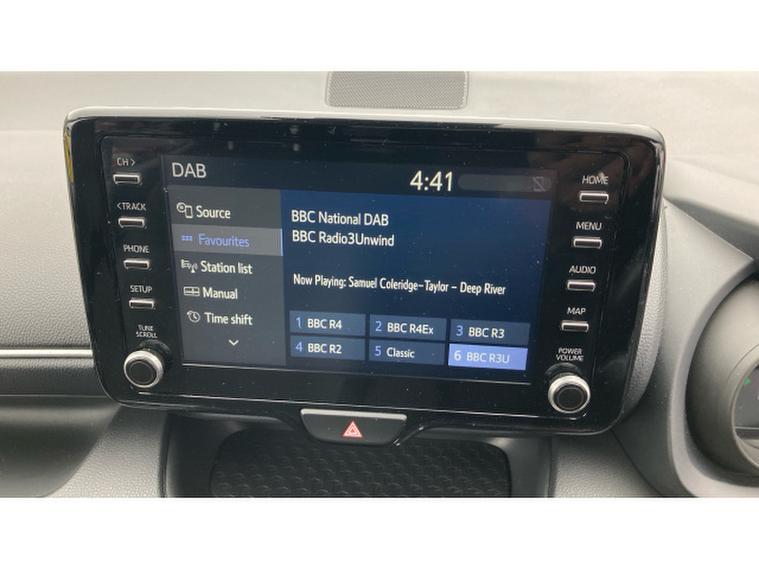 CH >
< TRACK
PHONE
SETUP
TUNE
SCROLL
DAB
4:41
Source
Favourites
Station list
Manual
Time shift
BBC National DAB
BBC Radio3Unwind
Now Playing: Samuel Coleridge-Taylor - Deep River
1 BBC R4
2 BBC R4Ex
3 BBC R3
4 BBC R2
5 Classic
6 BBC R3U
HOME
MENU
AUDIO
MAP
POWER
VOLUME